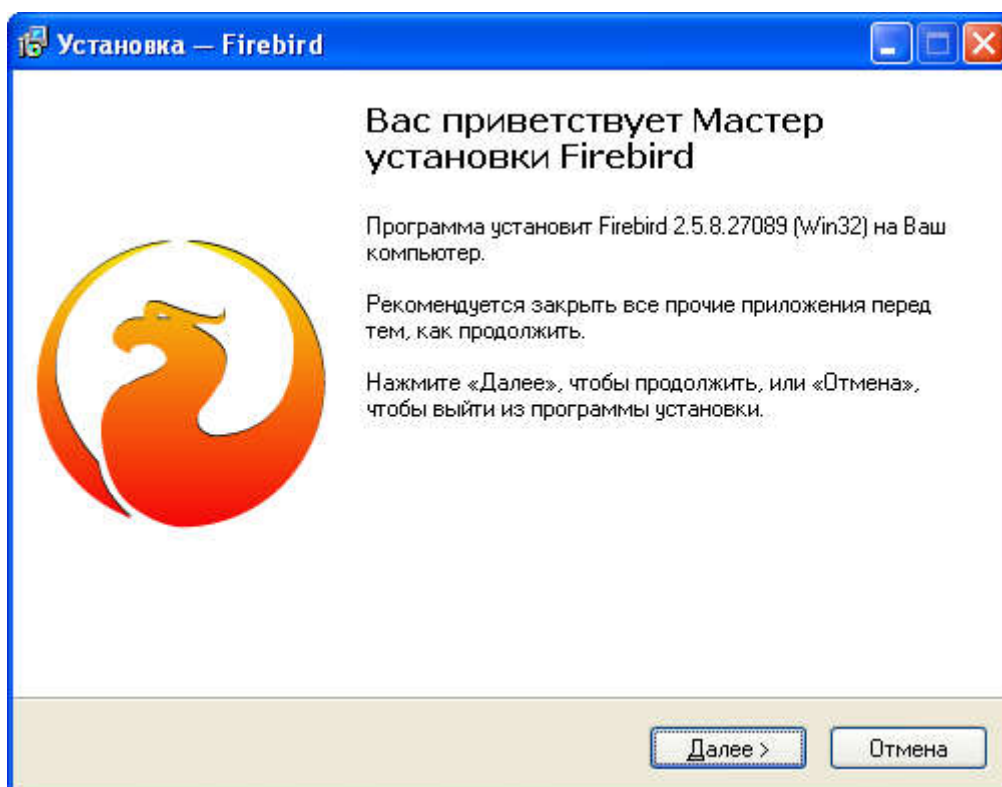 Установка — Firebird
Вас приветствует Мастер
установки Firebird
Программа установит Firebird 2.5.8.27089 (Win32) на Ваш
компьютер.
Рекомендуется закрыть все прочие приложения перед
тем, как продолжить.
Нажмите «Далее», чтобы продолжить, или «Отмена»,
чтобы выйти из программы установки.
Далее >
Отмена